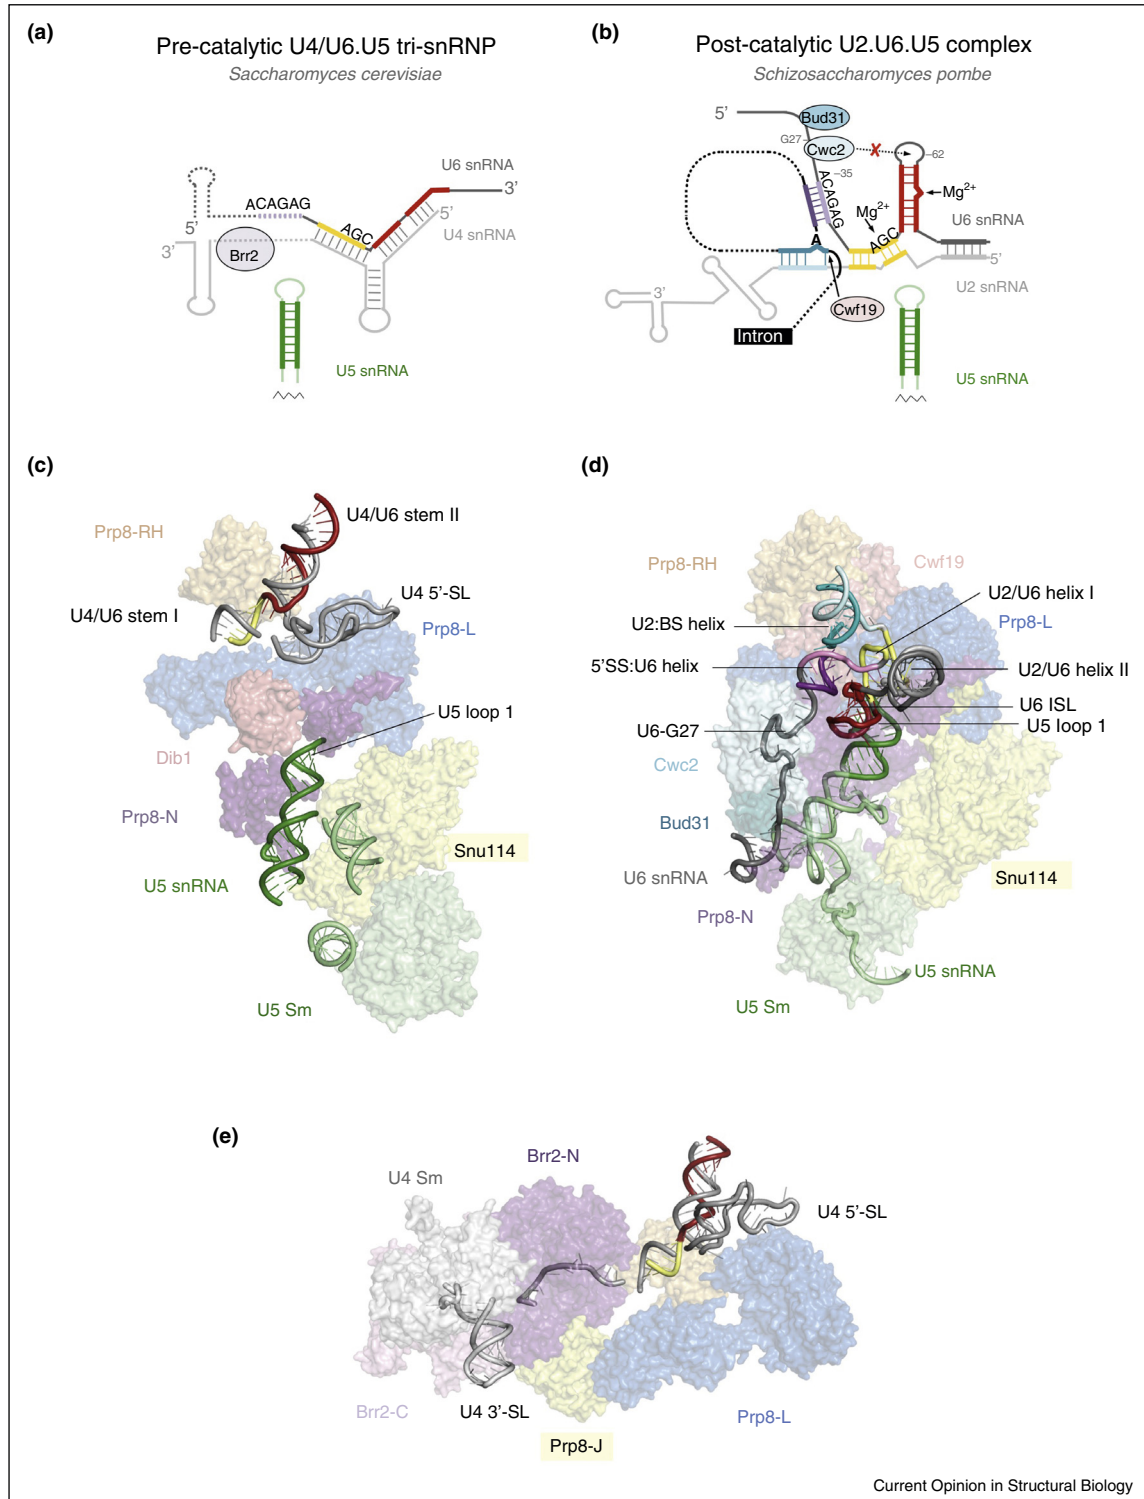 (a)
Pre-catalytic U4/U6.U5 tri-snRNP
Saccharomyces cerevisiae
U6 snRNA
3’
ACAGAG
5’
5’
U4 snRNA
AGC
3’
Brr2
U5 snRNA
(b)
Post-catalytic U2.U6.U5 complex
Schizosaccharomyces pombe
5’
Bud31
G27
Cwc2
–62
–35
ACAGAG
Mg2+
Mg2+
U6 snRNA
A
AGC
5’
U2 snRNA
3’
Cwf19
Intron
U5 snRNA
(c)
U4/U6 stem II
Prp8-RH
U4 5’-SL
U4/U6 stem I
Prp8-L
U5 loop 1
Dib1
Prp8-N
Snu114
U5 snRNA
U5 Sm
(d)
Prp8-RH
Cwf19
U2/U6 helix I
U2:BS helix
Prp8-L
5’SS:U6 helix
U2/U6 helix II
U6 ISL
U6-G27
U5 loop 1
Cwc2
Bud31
U6 snRNA
Snu114
Prp8-N
U5 snRNA
U5 Sm
(e)
Brr2-N
U4 Sm
U4 5’-SL
Brr2-C
U4 3’-SL
Prp8-L
Prp8-J
Current Opinion in Structural Biology